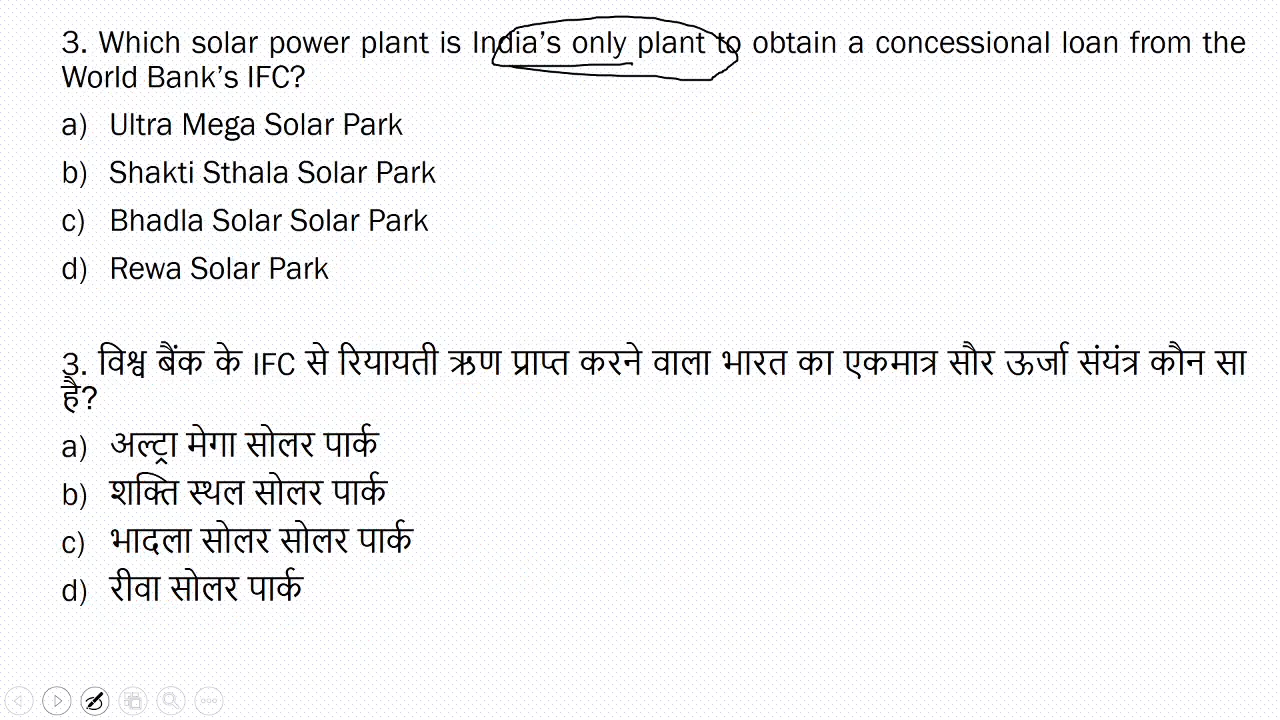 3. Which solar power plant is India’s only plant to obtain a concessional loan from the
World Bank’s IFC?
a) Ultra Mega Solar Park
b) Shakti Sthala Solar Park
c) Bhadla Solar Solar Park
d) Rewa Solar Park
3. विश्व बैंक के IFC से रियायती ऋण प्राप्त करने वाला भारत का एकमात्र सौर ऊर्जा संयंत्र कौन सा
है?
a) अल्ट्रा मेगा सोलर पार्क
b) शक्ति स्थल सोलर पार्क
c) भादला सोलर सोलर पार्क
d) रीवा सोलर पार्क